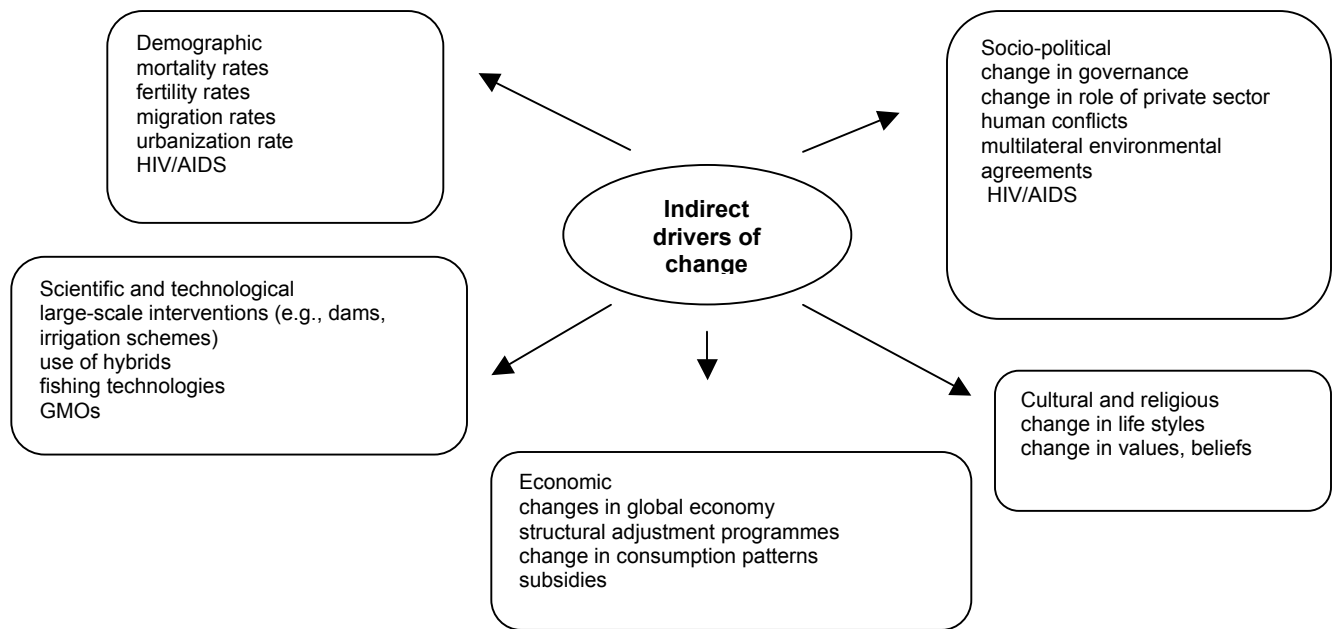 Demographic
mortality rates
fertility rates
migration rates
urbanization rate
HIV/AIDS
Socio-political
change in governance
change in role of private sector
human conflicts
multilateral environmental
agreements
HIV/AIDS
Indirect
drivers of
change
Scientific and technological
large-scale interventions (e.g., dams,
irrigation schemes)
use of hybrids
fishing technologies
GMOs
Cultural and religious
change in life styles
change in values, beliefs
Economic
changes in global economy
structural adjustment programmes
change in consumption patterns
subsidies